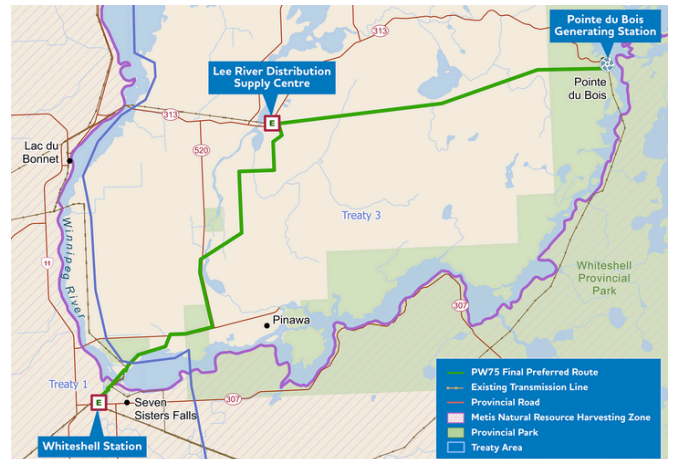 Pointe du Bois
Generating Station
313
Lee River Distribution
Supply Centre
Pointe
du Bois
E
313
Lac du
Bonnet
520
Treaty 3
Winnipeg River
11
Whiteshell
Provincial
Park
307
Pinawa
PW75 Final Preferred Route
Existing Transmission Line
Provincial Road
Metis Natural Resource Harvesting Zone
Provincial Park
Treaty Area
Treaty 1
E
Seven
Sisters Falls
307
Whiteshell Station